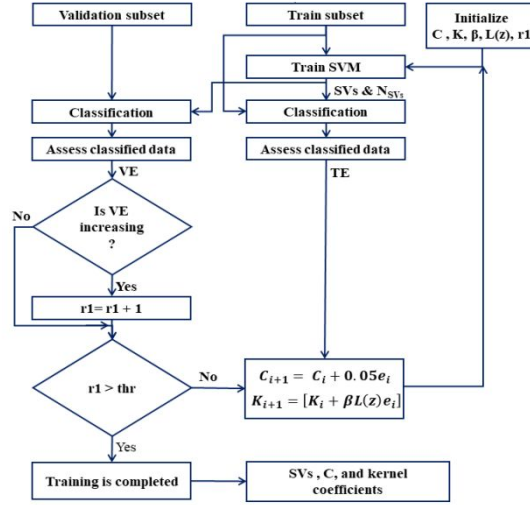 Validation subset
Train subset
Initialize
C , K, β, L(z), r1
Train SVM
SVs & N_SVs
Classification
Classification
Assess classified data
Assess classified data
VE
TE
No
Is VE
increasing
?
Yes
r1= r1 + 1
r1 > thr
No
C_{i+1} = C_i + 0.05e_i
K_{i+1} = [K_i + βL(z)e_i]
Yes
Training is completed
SVs , C, and kernel
coefficients